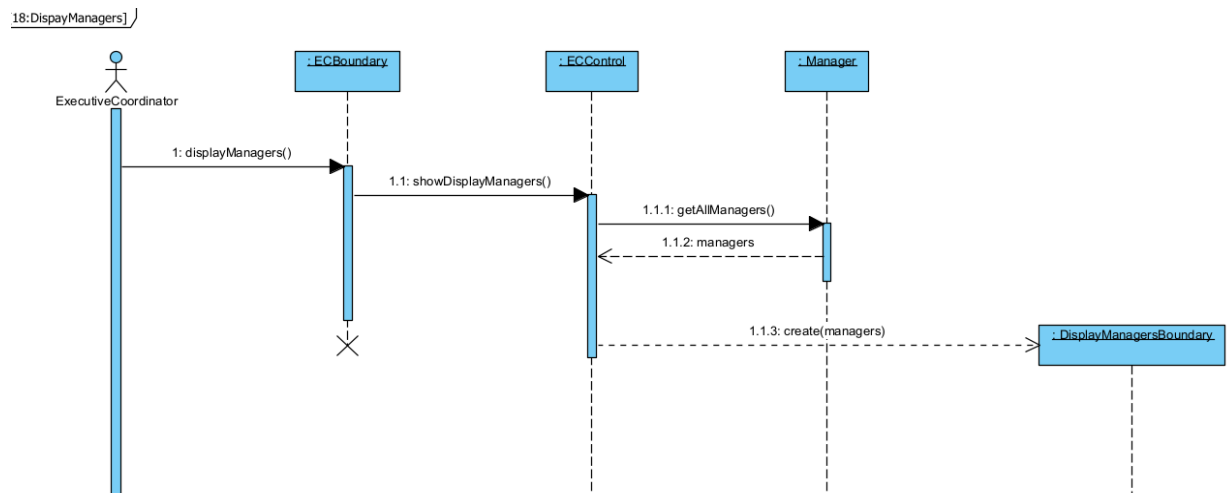 18:DispayManagers]
: ECBoundary
: ECControl
: Manager
ExecutiveCoordinator
1: displayManagers()
1.1: showDisplayManagers()
1.1.1: getAllManagers()
1.1.2: managers
1.1.3: create(managers)
: DisplayManagersBoundary